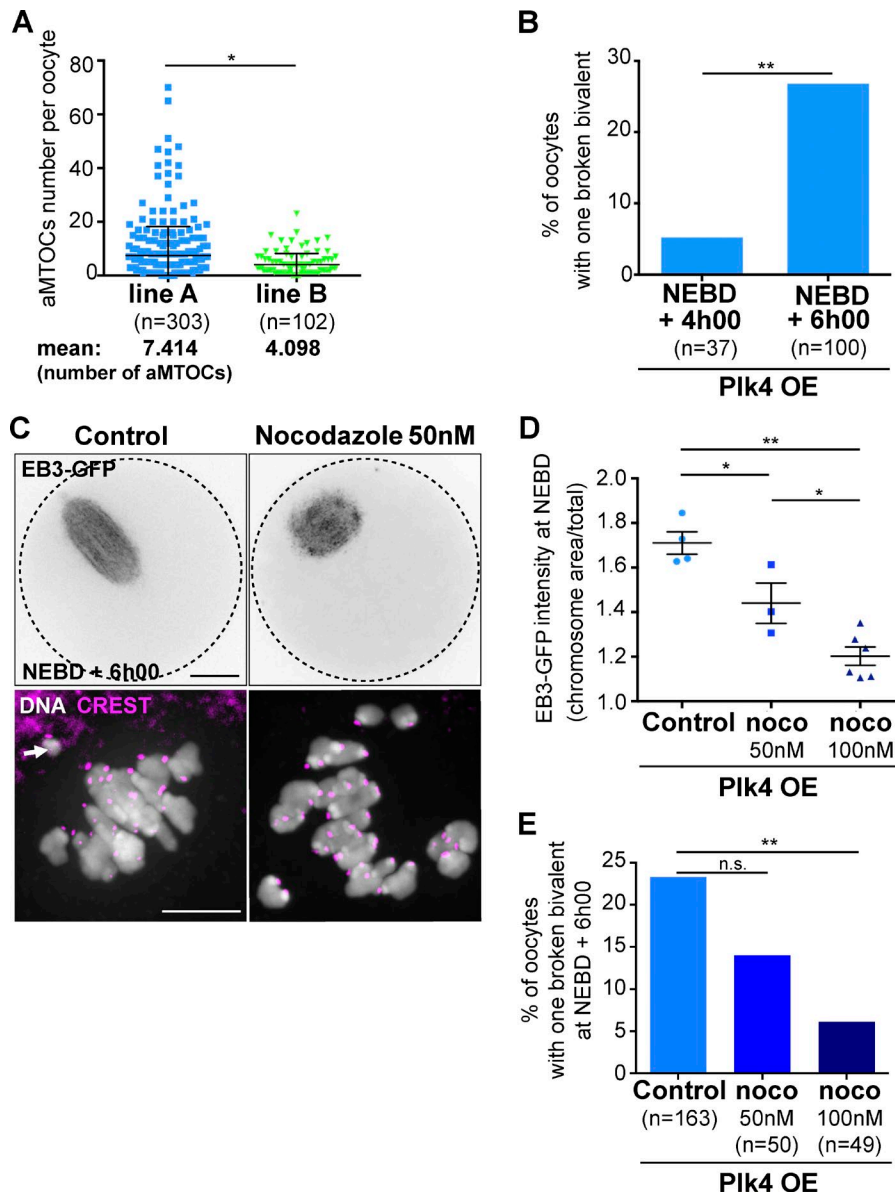 A
aMTOCs number per oocyte
80
60
40
20
0
*
line A
line B
(n=303)
(n=102)
mean:
7.414
4.098
(number of aMTOCs)
B
% of oocytes
with one broken bivalent
30
20
10
0
**
NEBD
+ 4h00
NEBD
+ 6h00
(n=37)
(n=100)
Plk4 OE
C
Control
Nocodazole 50nM
EB3-GFP
NEBD + 6h00
DNA CREST
D
EB3-GFP intensity at NEBD
(chromosome area/total)
2.0
1.8
1.6
1.4
1.2
1.0
**
*
*
Control
noco
50nM
noco
100nM
Plk4 OE
E
% of oocytes
with one broken bivalent
at NEBD + 6h00
25
20
15
10
5
0
**
n.s.
Control
noco
noco
(n=163)
50nM
100nM
(n=50)
(n=49)
Plk4 OE